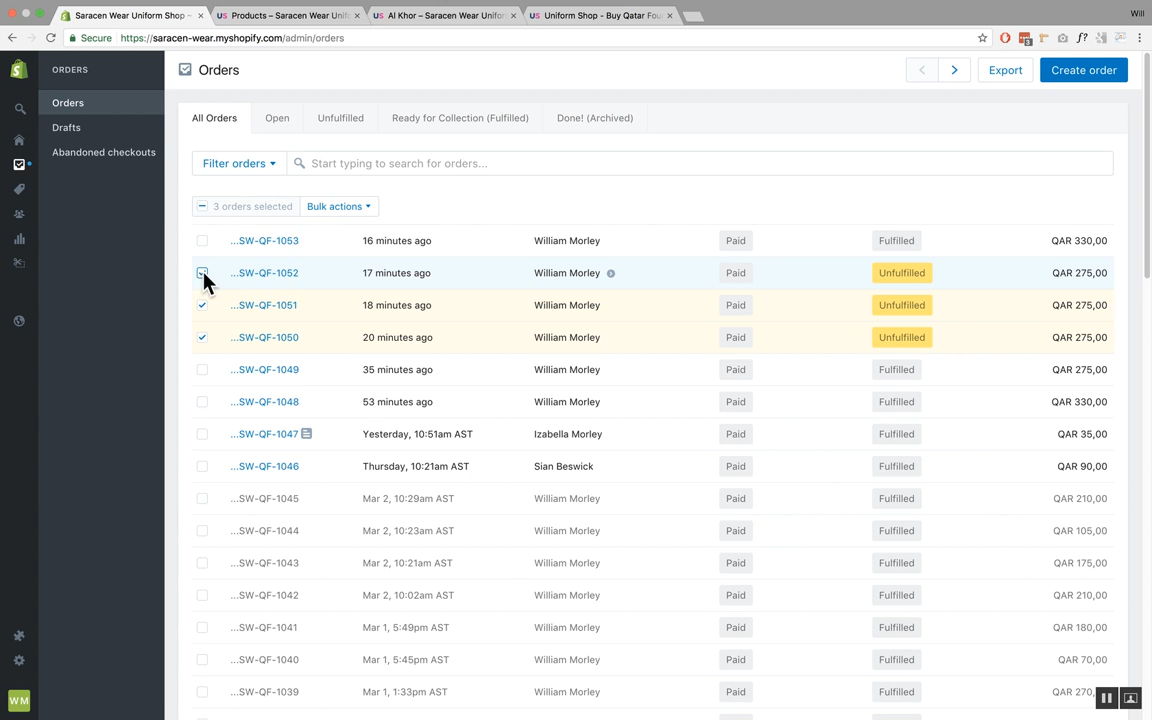 Saracen Wear Uniform Shop ~
Products – Saracen Wear Unif
Al Khor – Saracen Wear Unifor
Uniform Shop - Buy Qatar Fou
Will
Secure
https://saracen-wear.myshopify.com/admin/orders
3
f?
ORDERS
Orders
Drafts
Abandoned checkouts
Orders
Export
Create order
All Orders
Open
Unfulfilled
Ready for Collection (Fulfilled)
Done! (Archived)
Filter orders
Start typing to search for orders...
3 orders selected
Bulk actions
...SW-QF-1053 16 minutes ago William Morley Paid Fulfilled QAR 330,00
...SW-QF-1052 17 minutes ago William Morley Paid Unfulfilled QAR 275,00
...SW-QF-1051 18 minutes ago William Morley Paid Unfulfilled QAR 275,00
...SW-QF-1050 20 minutes ago William Morley Paid Unfulfilled QAR 275,00
...SW-QF-1049 35 minutes ago William Morley Paid Fulfilled QAR 275,00
...SW-QF-1048 53 minutes ago William Morley Paid Fulfilled QAR 330,00
...SW-QF-1047 Yesterday, 10:51am AST Izabella Morley Paid Fulfilled QAR 35,00
...SW-QF-1046 Thursday, 10:21am AST Sian Beswick Paid Fulfilled QAR 90,00
...SW-QF-1045 Mar 2, 10:29am AST William Morley Paid Fulfilled QAR 210,00
...SW-QF-1044 Mar 2, 10:23am AST William Morley Paid Fulfilled QAR 105,00
...SW-QF-1043 Mar 2, 10:21am AST William Morley Paid Fulfilled QAR 175,00
...SW-QF-1042 Mar 2, 10:02am AST William Morley Paid Fulfilled QAR 210,00
...SW-QF-1041 Mar 1, 5:49pm AST William Morley Paid Fulfilled QAR 180,00
...SW-QF-1040 Mar 1, 5:45pm AST William Morley Paid Fulfilled QAR 70,00
...SW-QF-1039 Mar 1, 1:33pm AST William Morley Paid Fulfilled QAR 270,
WM